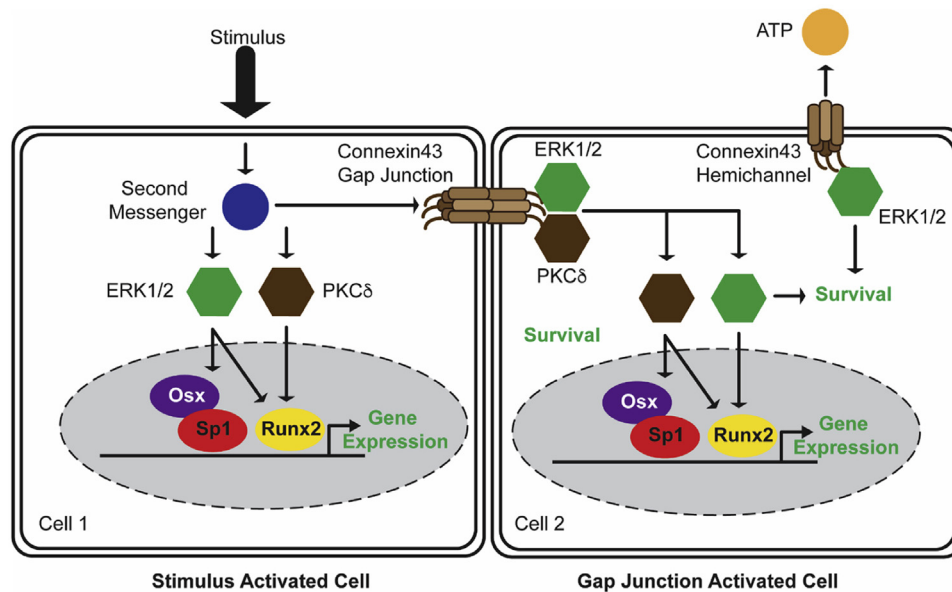 Stimulus
ATP
Connexin43
Gap Junction
ERK1/2
Connexin43
Hemichannel
Second
Messenger
ERK1/2
PKCδ
ERK1/2
PKCδ
Survival
Survival
Osx
Sp1
Runx2
Gene
Expression
Osx
Sp1
Runx2
Gene
Expression
Cell 1
Cell 2
Stimulus Activated Cell
Gap Junction Activated Cell